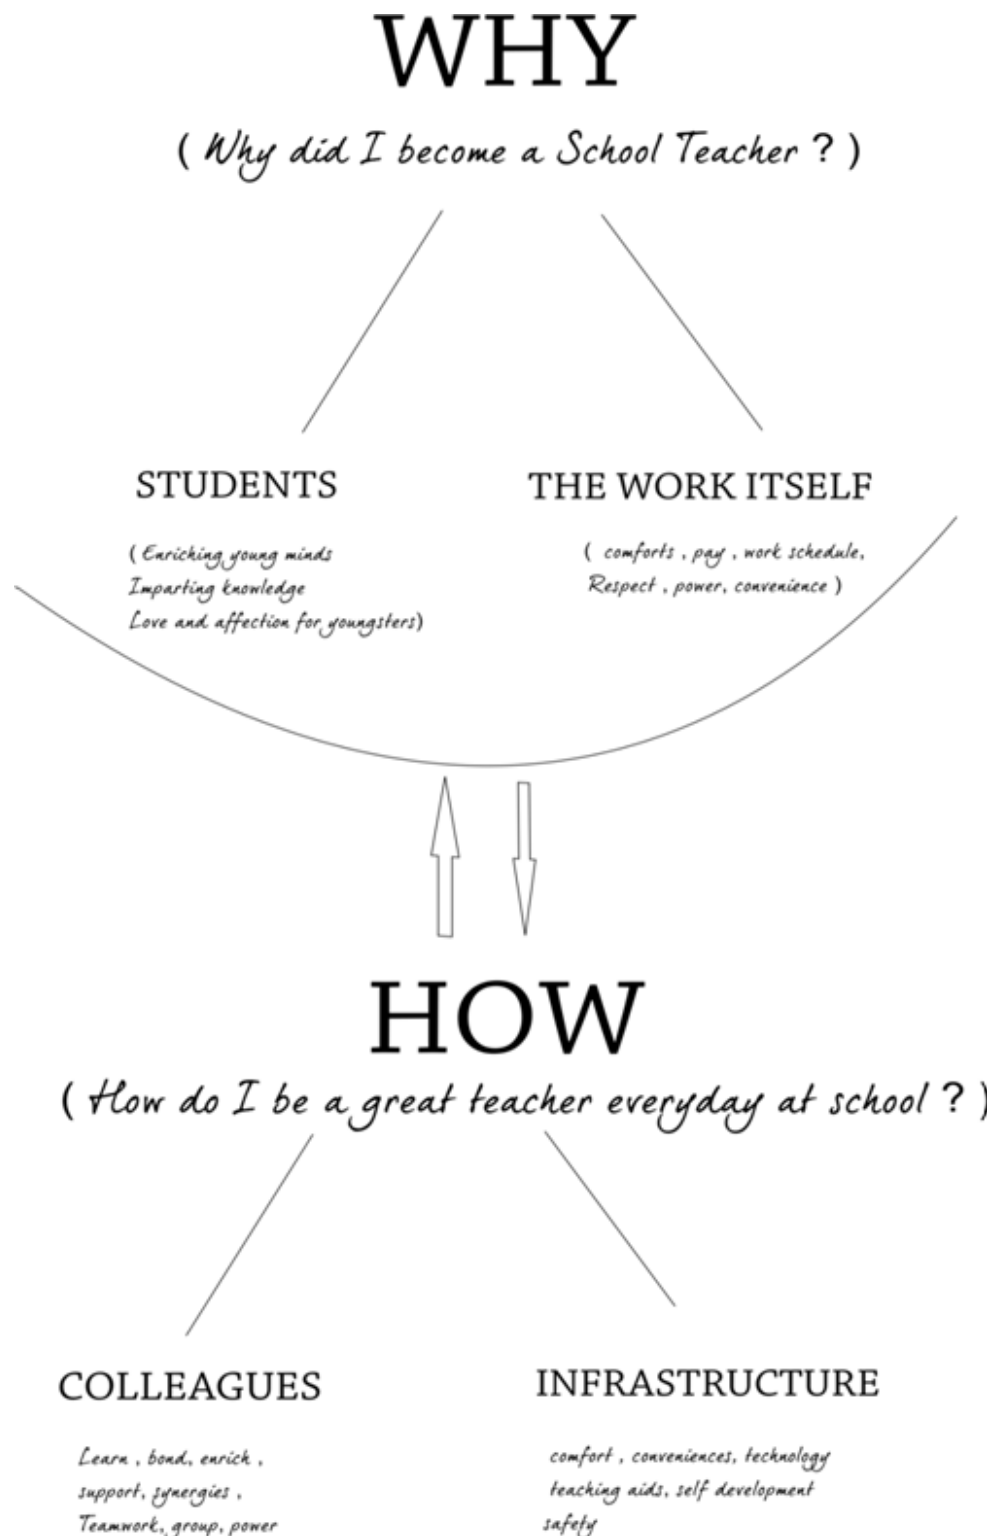 WHY
( Why did I become a School Teacher ? )
STUDENTS
( Enriching young minds
Imparting knowledge
Love and affection for youngsters)
THE WORK ITSELF
( comforts , pay , work schedule,
Respect , power, convenience )
HOW
( How do I be a great teacher everyday at school ? )
COLLEAGUES
Learn , bond, enrich ,
support, synergies ,
Teamwork, group, power
INFRASTRUCTURE
comfort , conveniences, technology
teaching aids, self development
safety